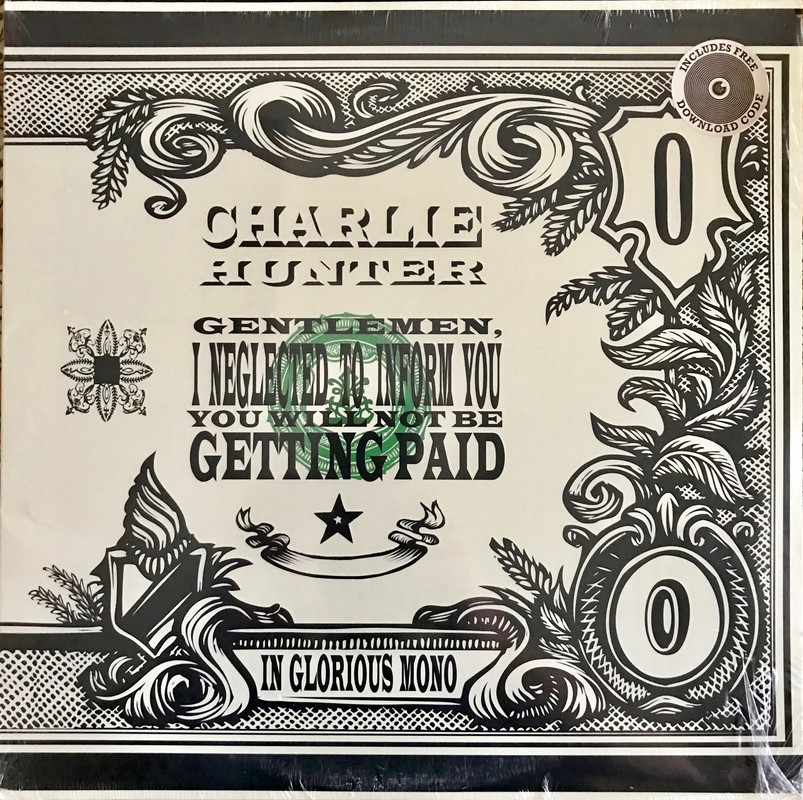 INCLUDES FREE
DOWNLOAD CODE
0
CHARLIE
HUNTER
GENTLEMEN,
I NEGLECTED TO INFORM YOU
YOU WILL NOT BE
GETTING PAID
0
IN GLORIOUS MONO